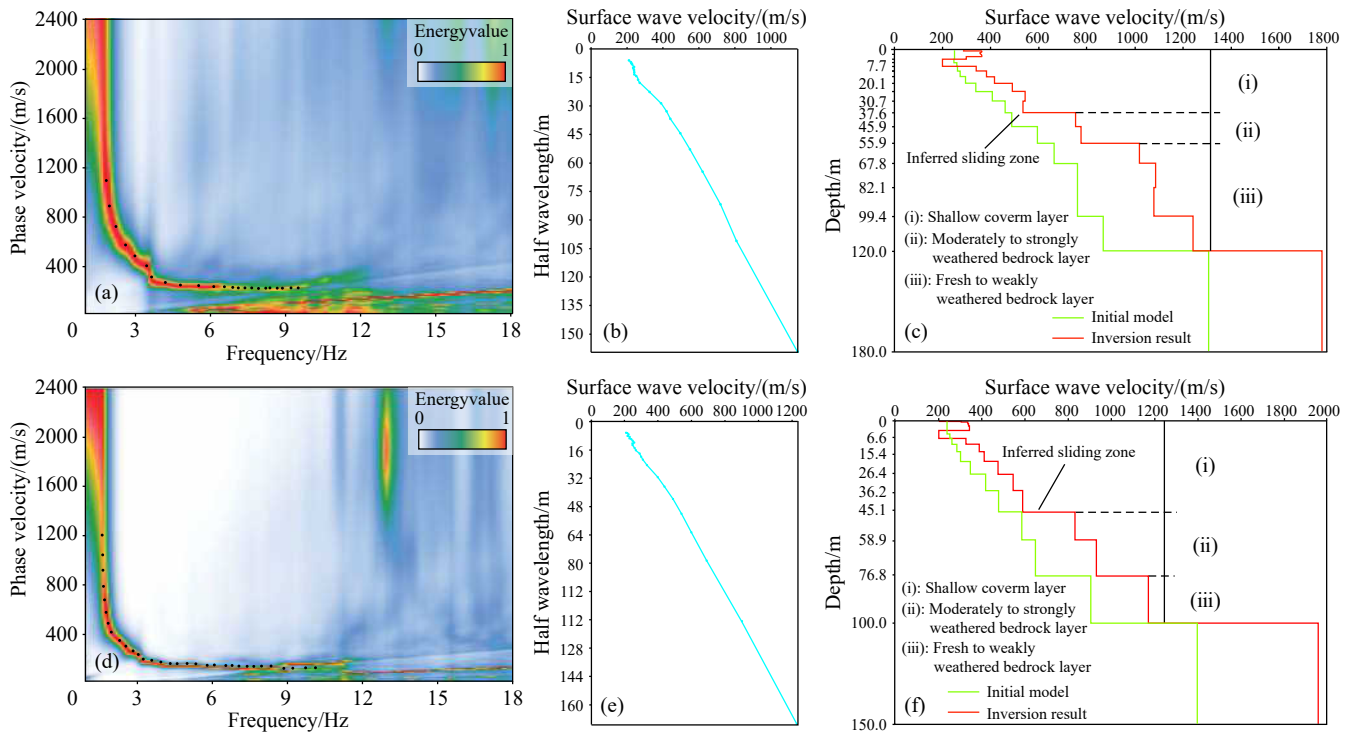 2400
2000
1600
1200
800
400
Phase velocity/(m/s)
Energyvalue
0 1
(a)
0 3 6 9 12 15 18
Frequency/Hz
Surface wave velocity/(m/s)
0 200 400 600 800 1000
0
15
30
45
60
75
90
105
120
135
150
Half wavelength/m
(b)
Surface wave velocity/(m/s)
0 200 400 600 800 1000 1200 1400 1600 1800
0
7.7
20.1
30.7
37.6
45.9
55.9
67.8
82.1
99.4
120.0
180.0
Depth/m
(i)
(ii)
(iii)
Inferred sliding zone
(i): Shallow coverm layer
(ii): Moderately to strongly
weathered bedrock layer
(iii): Fresh to weakly
weathered bedrock layer
Initial model
Inversion result
(c)
2400
2000
1600
1200
800
400
Phase velocity/(m/s)
Energyvalue
0 1
(d)
0 3 6 9 12 15 18
Frequency/Hz
Surface wave velocity/(m/s)
0 200 400 600 800 1000 1200
0
16
32
48
64
80
112
128
144
160
Half wavelength/m
(e)
Surface wave velocity/(m/s)
0 200 400 600 800 1000 1200 1400 1600 1800 2000
0
6.6
15.4
26.4
36.2
45.1
58.9
76.8
100.0
150.0
Depth/m
Inferred sliding zone
(i)
(ii)
(iii)
(i): Shallow coverm layer
(ii): Moderately to strongly
weathered bedrock layer
(iii): Fresh to weakly
weathered bedrock layer
Initial model
Inversion result
(f)